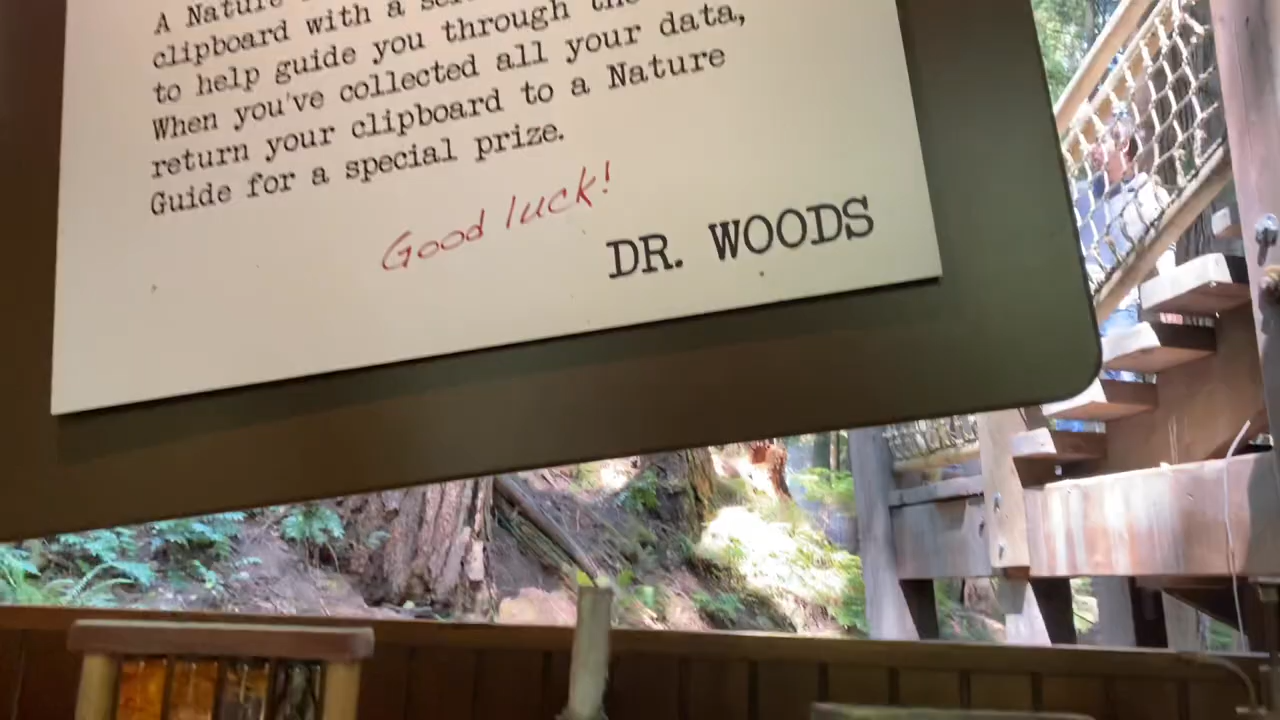 A Nature
clipboard with a
to help guide you through
When you've collected all your data,
return your clipboard to a Nature
Guide for a special prize.
Good luck!
DR. WOODS